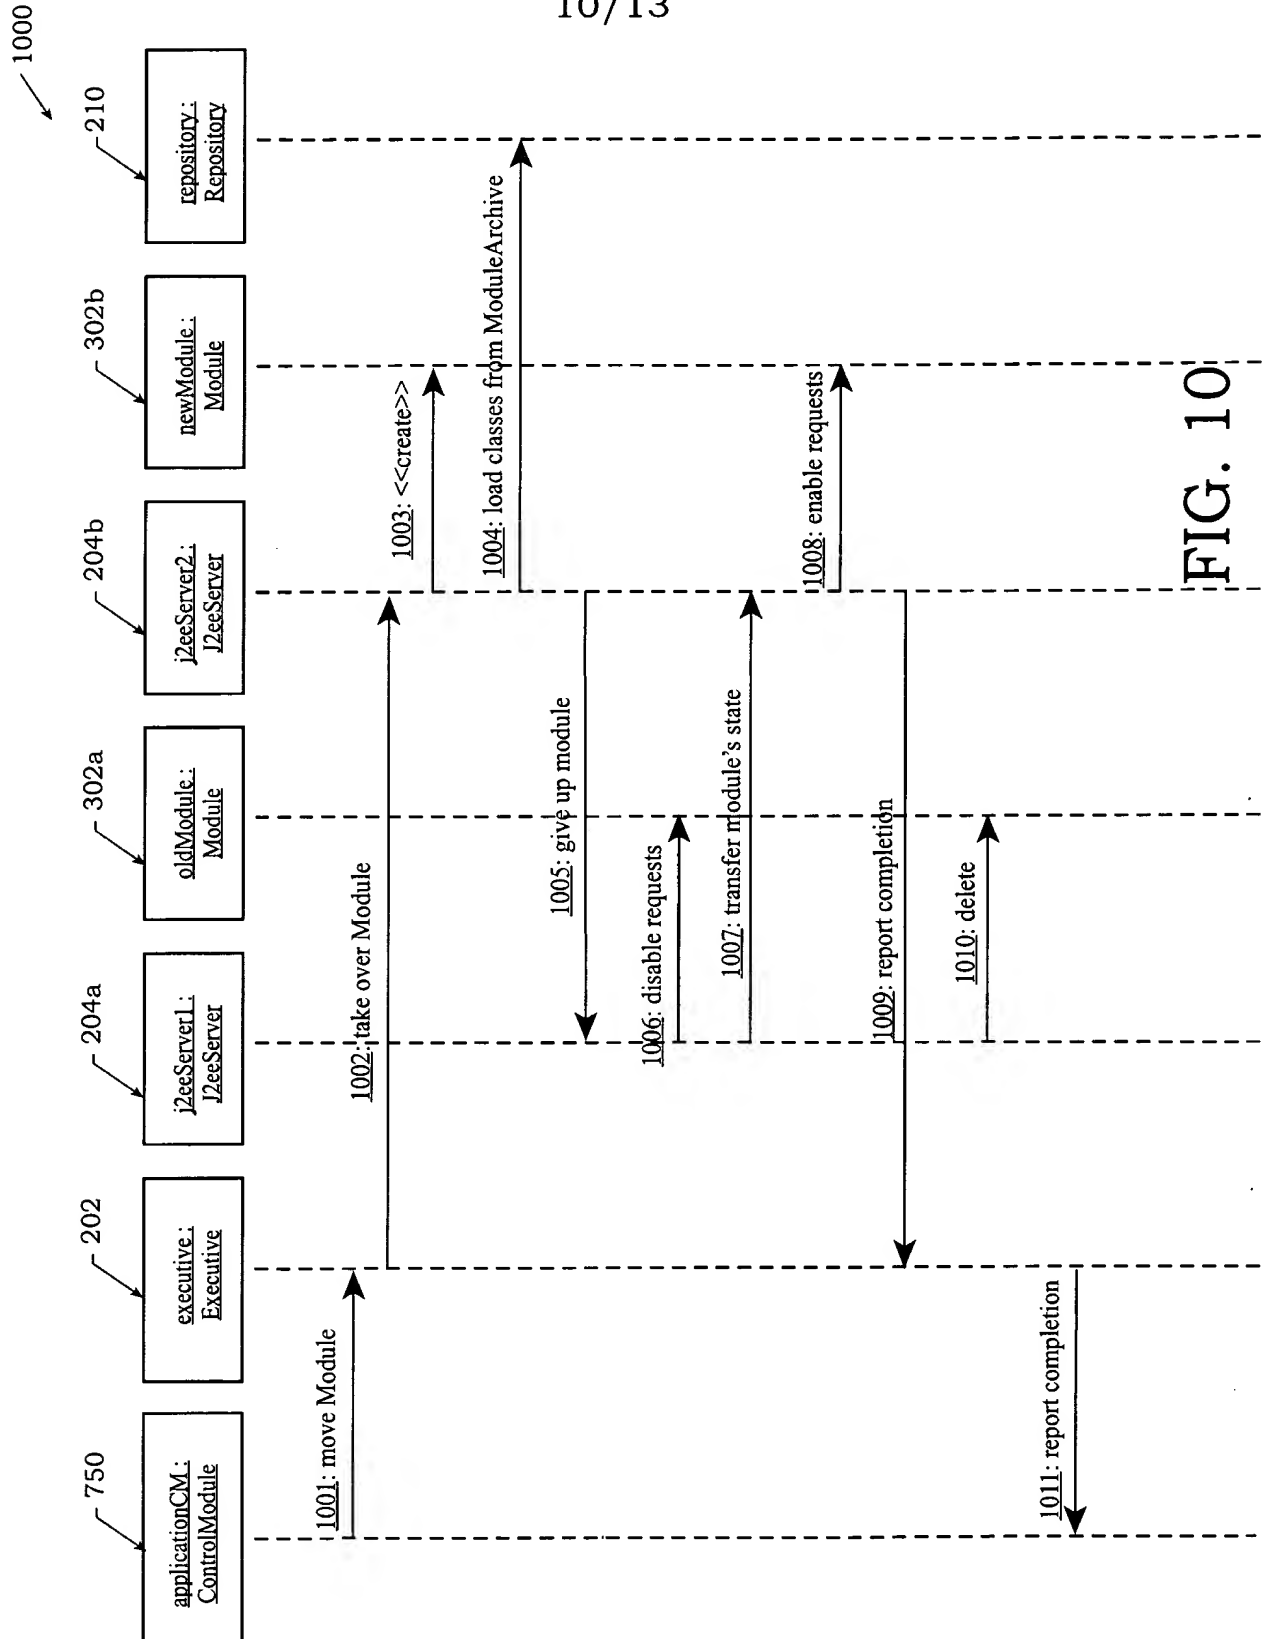 10/13
1000
750
202
204a
302a
204b
302b
210
applicationCM :
ControlModule
executive :
Executive
j2eeServer1 :
J2eeServer
oldModule :
Module
j2eeServer2 :
J2eeServer
newModule :
Module
repository :
Repository
1001: move Module
1002: take over Module
1003: <<create>>
1004: load classes from ModuleArchive
1005: give up module
1006: disable requests
1007: transfer module's state
1008: enable requests
1009: report completion
1010: delete
1011: report completion
FIG. 10